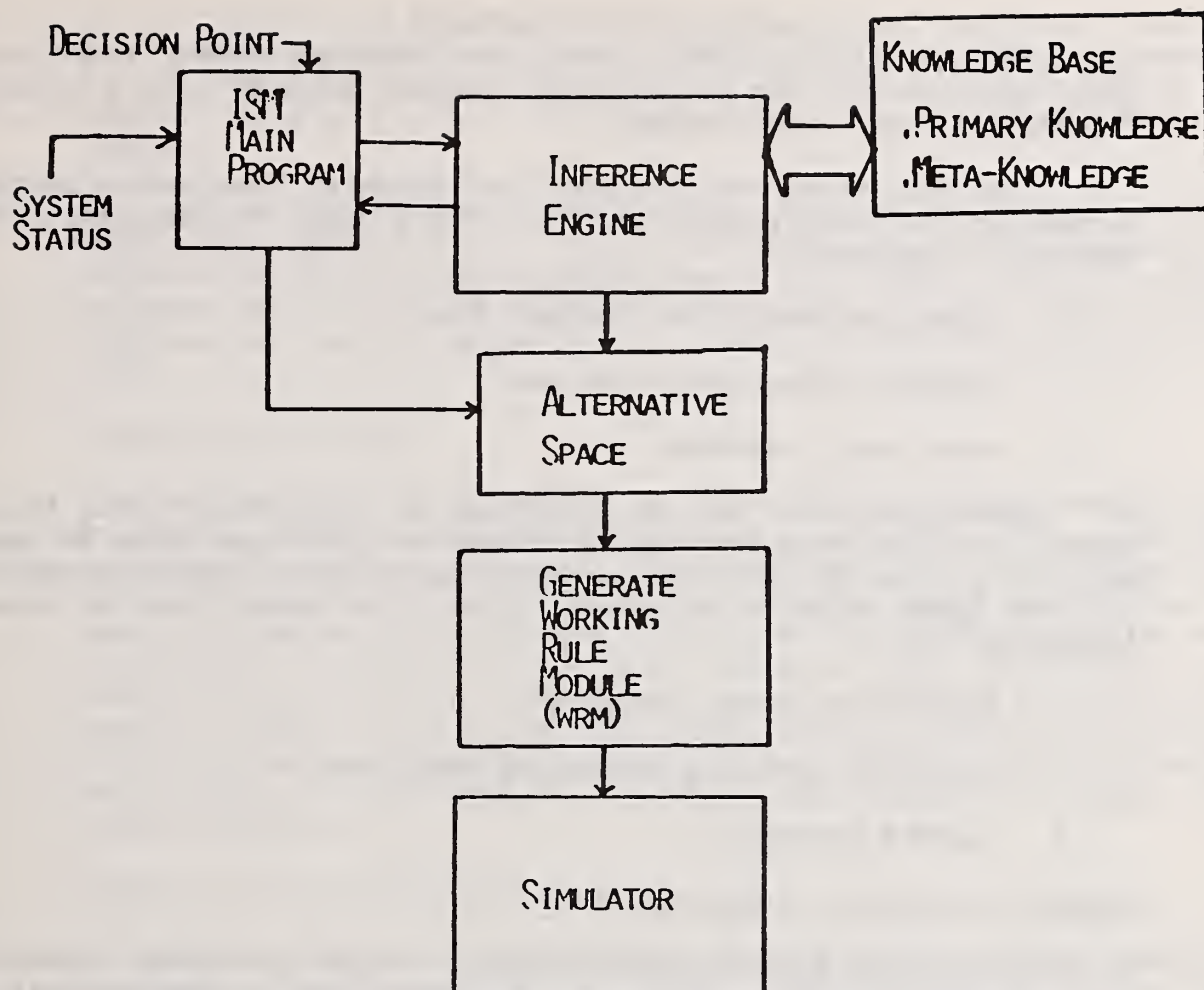 DECISION POINT
ISM
MAIN
PROGRAM
SYSTEM
STATUS
INFERENCE
ENGINE
KNOWLEDGE BASE
.PRIMARY KNOWLEDGE
.META-KNOWLEDGE
ALTERNATIVE
SPACE
GENERATE
WORKING
RULE
MODULE
(WRM)
SIMULATOR